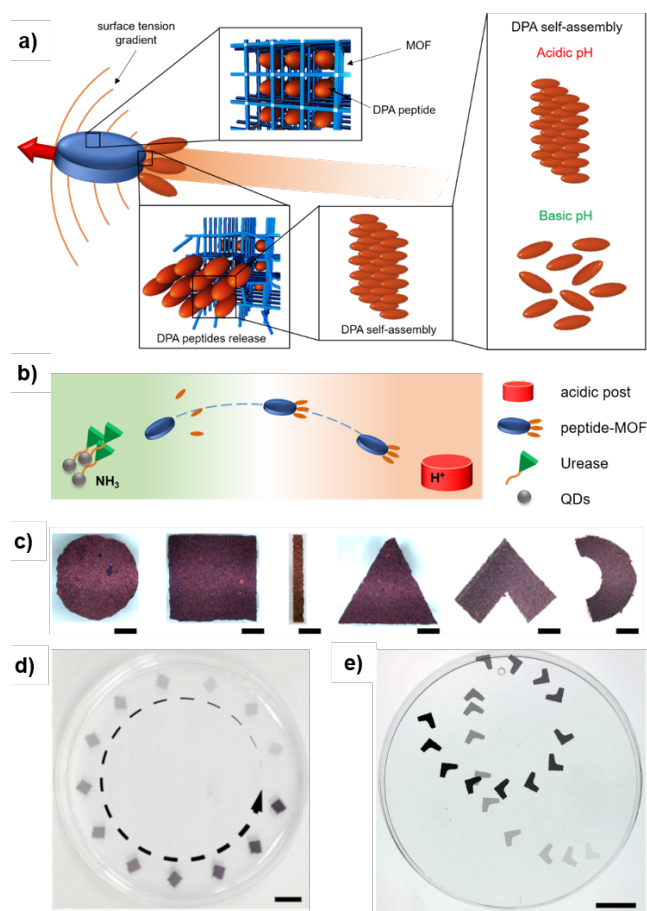 a)
surface tension
gradient
MOF
DPA peptide
DPA peptides release
DPA self-assembly
DPA self-assembly
Acidic pH
Basic pH
b)
NH3
H+
acidic post
peptide-MOF
Urease
QDs
c)
d)
e)